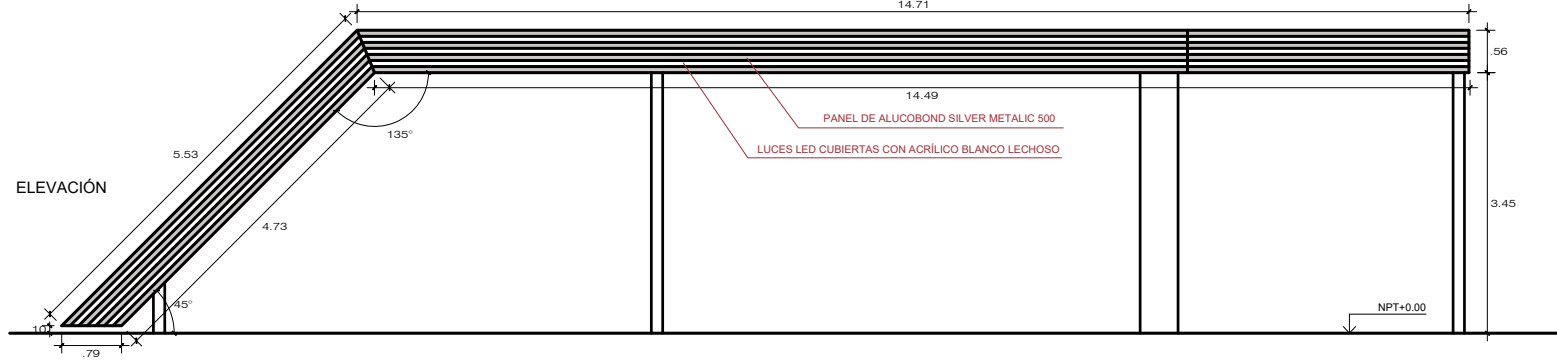 14.71
.56
14.49
PANEL DE ALUCOBOND SILVER METALIC 500
135°
LUCES LED CUBIERTAS CON ACRÍLICO BLANCO LECHOSO
5.53
ELEVACIÓN
3.45
4.73
45°
NPT+0.00
10
.79